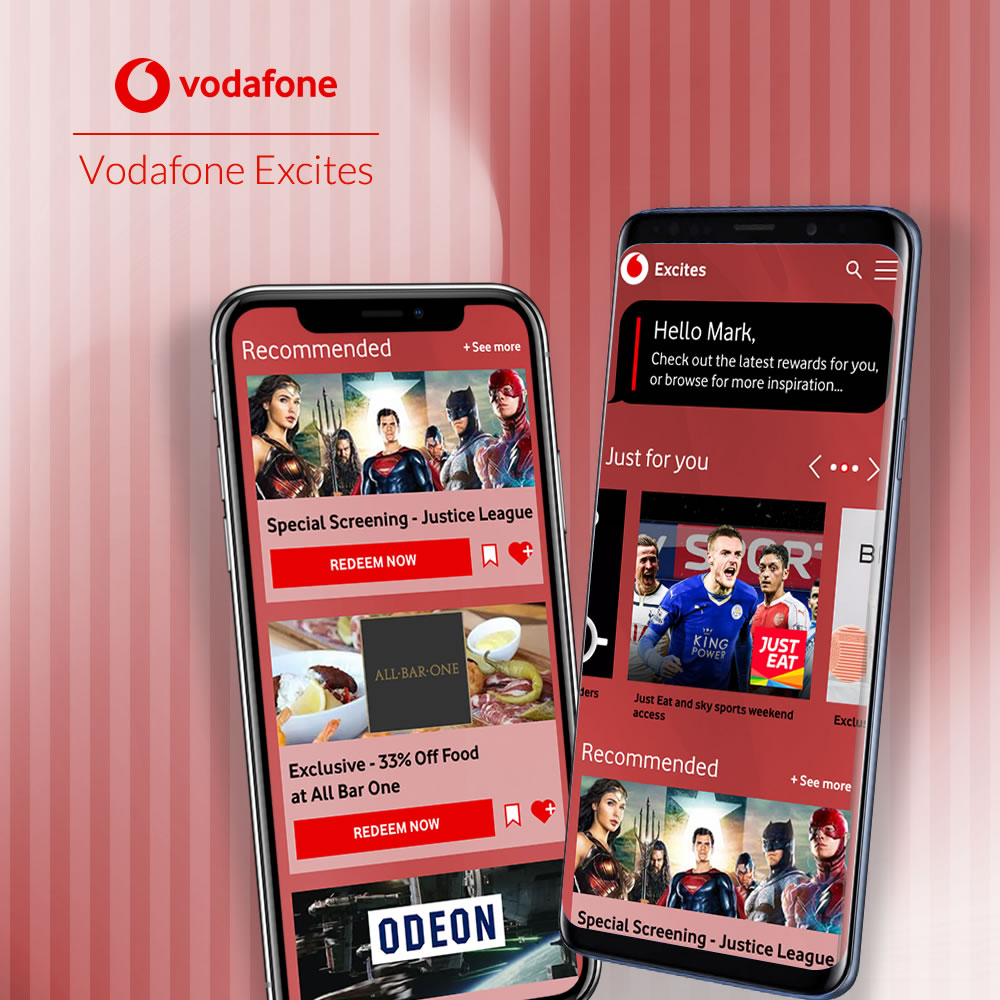 vodafone
Vodafone Excites
Recommended
+ See more
Special Screening - Justice League
REDEEM NOW
ALL·BAR·ONE
Exclusive - 33% Off Food
at All Bar One
REDEEM NOW
ODEON
Excites
Hello Mark,
Check out the latest rewards for you,
or browse for more inspiration...
Just for you
SPORT
KING
POWER
JUST
EAT
B
ders
Just Eat and sky sports weekend
access
Exclus
Recommended
+ See more
Special Screening - Justice League